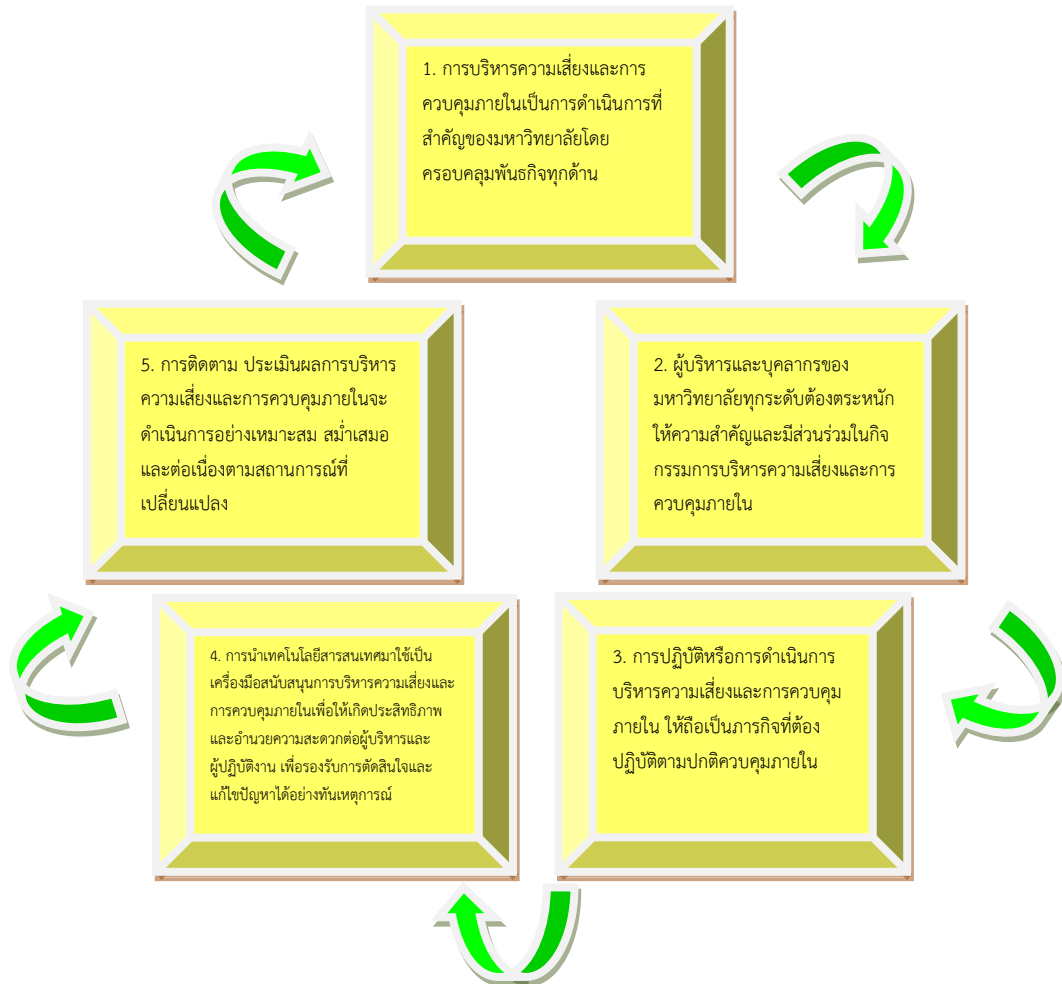 1. การบริหารความเสี่ยงและการ
ควบคุมภายในเป็นการดำเนินการที่
สำคัญของมหาวิทยาลัยโดย
ครอบคลุมพันธกิจทุกด้าน
2. ผู้บริหารและบุคลากรของ
มหาวิทยาลัยทุกระดับต้องตระหนัก
ให้ความสำคัญและมีส่วนร่วมในกิจ
กรรมการบริหารความเสี่ยงและการ
ควบคุมภายใน
3. การปฏิบัติหรือการดำเนินการ
บริหารความเสี่ยงและการควบคุม
ภายใน ให้ถือเป็นภารกิจที่ต้อง
ปฏิบัติตามปกติควบคุมภายใน
4. การนำเทคโนโลยีสารสนเทศมาใช้เป็น
เครื่องมือสนับสนุนการบริหารความเสี่ยงและ
การควบคุมภายในเพื่อให้เกิดประสิทธิภาพ
และอำนวยความสะดวกต่อผู้บริหารและ
ผู้ปฏิบัติงาน เพื่อรองรับการตัดสินใจและ
แก้ไขปัญหาได้อย่างทันเหตุการณ์
5. การติดตาม ประเมินผลการบริหาร
ความเสี่ยงและการควบคุมภายในจะ
ดำเนินการอย่างเหมาะสม สม่ำเสมอ
และต่อเนื่องตามสถานการณ์ที่
เปลี่ยนแปลง